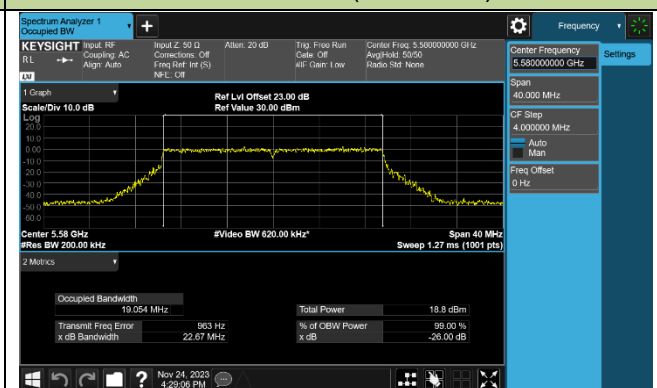 Spectrum Analyzer 1
Occupied BW
+
Frequency
KEYSIGHT
Input: RF
Coupling: AC
Align: Auto
Input Z: 50 Ω
Corrections: Off
Freq Ref: Int (S)
NFE: Off
Atten: 20 dB
Trig: Free Run
Gate: Off
#IF Gain: Low
Center Freq: 5.580000000 GHz
Avg|Hold: 50/50
Radio Std: None
RL
LXI
Center Frequency
5.580000000 GHz
Settings
Span
40.000 MHz
CF Step
4.000000 MHz
Auto
Man
Freq Offset
0 Hz
1 Graph
Scale/Div 10.0 dB
Ref Lvl Offset 23.00 dB
Ref Value 30.00 dBm
Log
20.0
10.0
0.00
-10.0
-20.0
-30.0
-40.0
-50.0
-60.0
Center 5.58 GHz
#Video BW 620.00 kHz*
Span 40 MHz
#Res BW 200.00 kHz
Sweep 1.27 ms (1001 pts)
2 Metrics
Occupied Bandwidth
19.054 MHz
Total Power 18.8 dBm
Transmit Freq Error 963 Hz
% of OBW Power 99.00 %
x dB Bandwidth 22.67 MHz
x dB -26.00 dB
?
Nov 24, 2023
4:29:06 PM